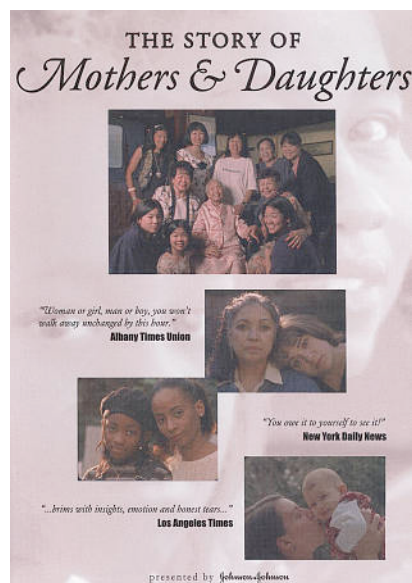 THE STORY OF
Mothers & Daughters
"Woman or girl, man or boy, you won't
walk away unchanged by this hour."
Albany Times Union
"You owe it to yourself to see it!"
New York Daily News
"...brims with insights, emotion and honest tears..."
Los Angeles Times
presented by Johnson & Johnson